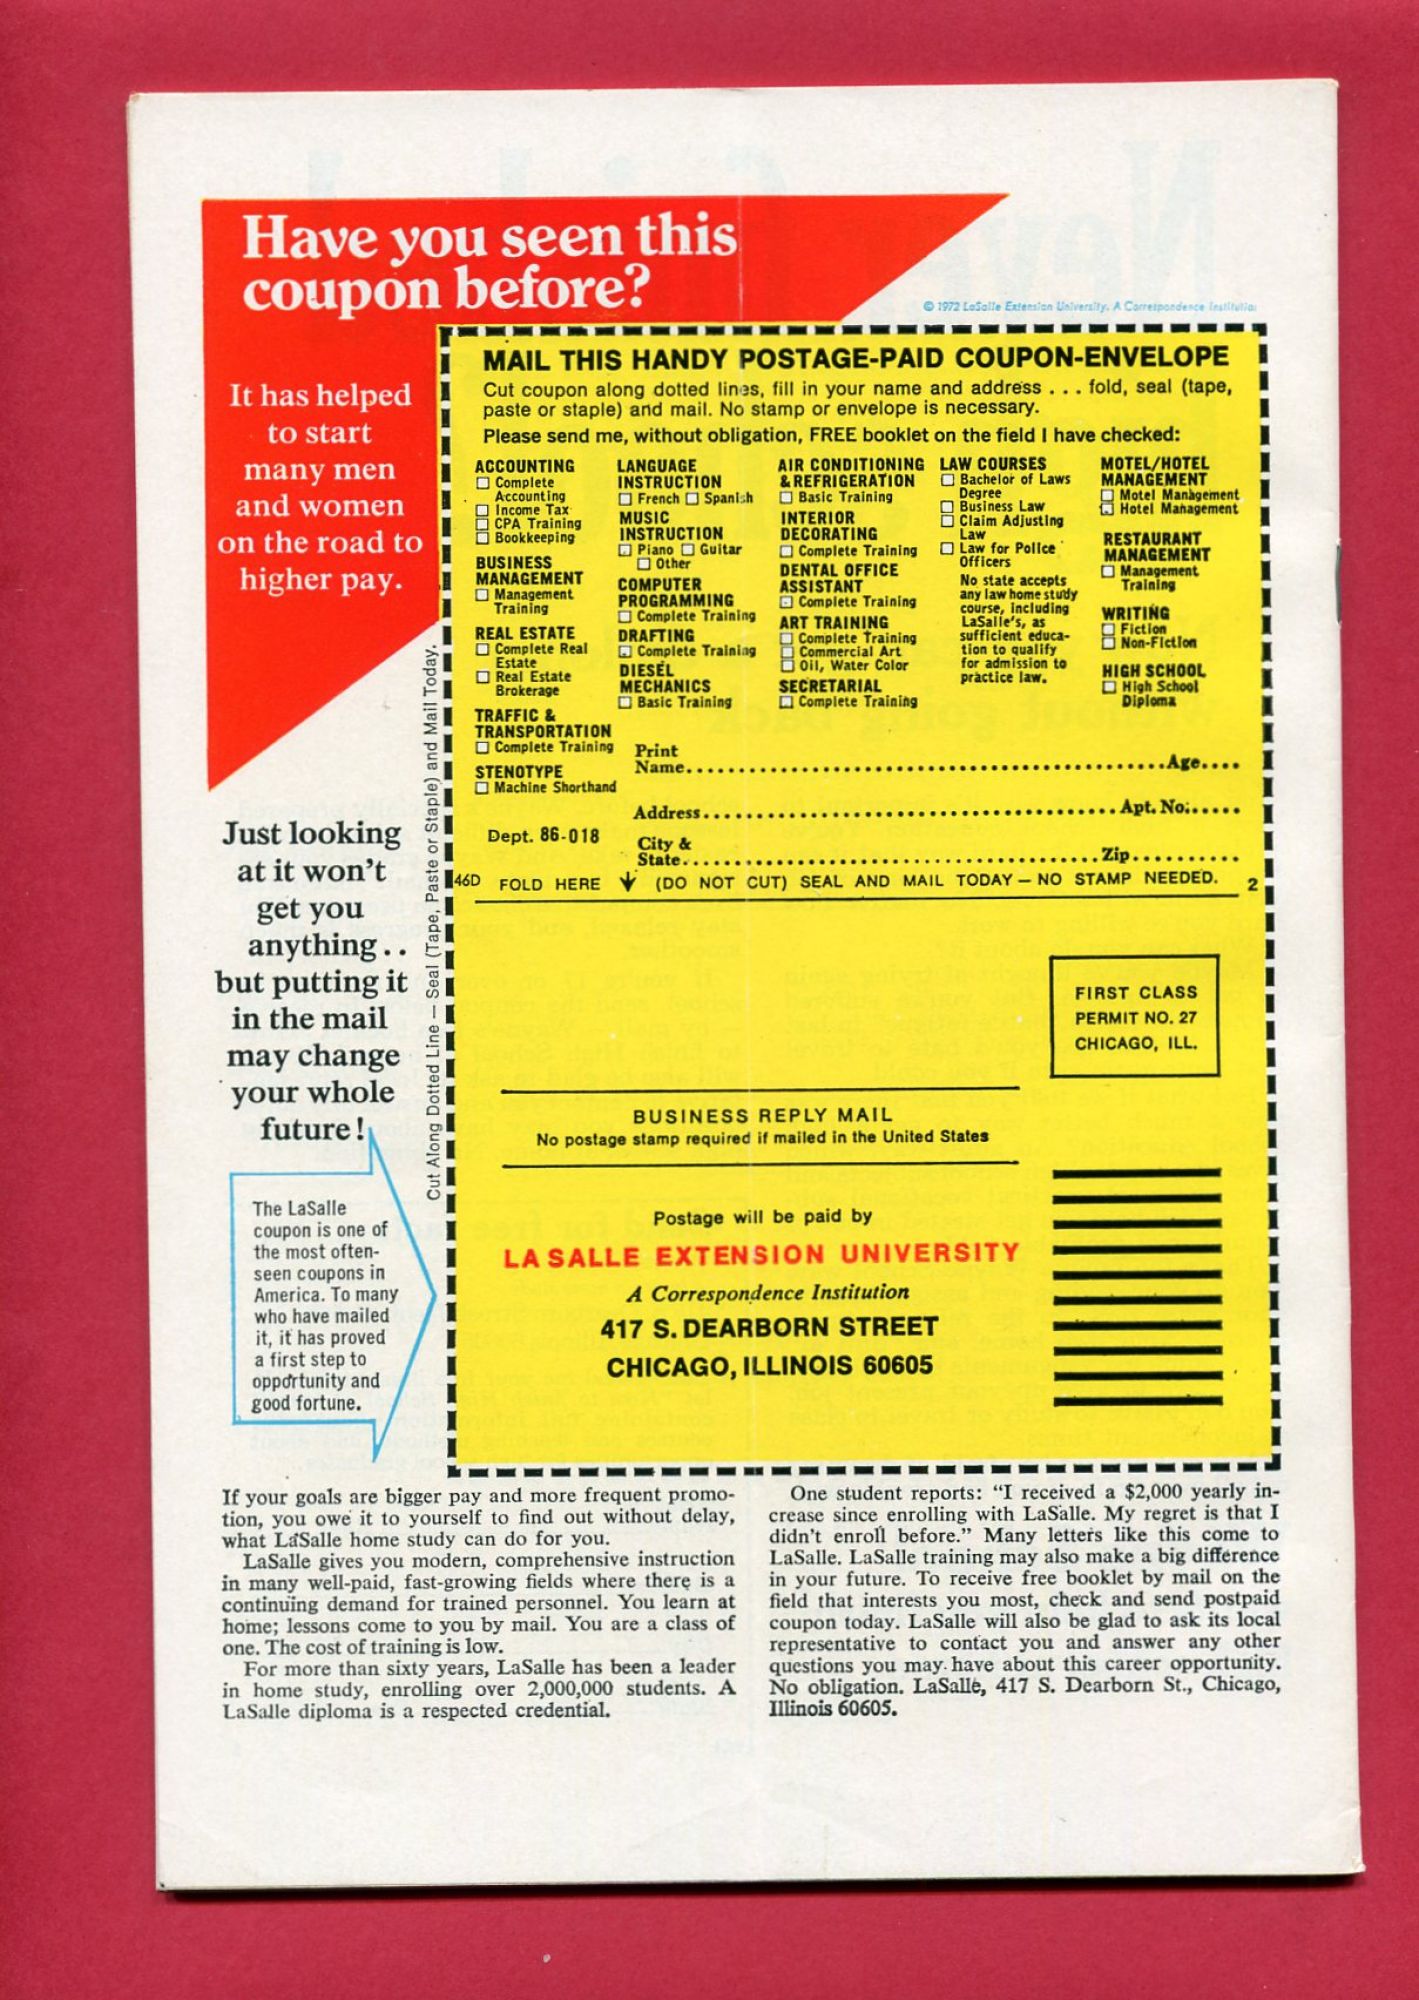 Have you seen this
coupon before?
© 1972 LaSalle Extension University. A Correspondence Institution
It has helped
to start
many men
and women
on the road to
higher pay.
Just looking
at it won't
get you
anything..
but putting it
in the mail
may change
your whole
future!
The LaSalle
coupon is one of
the most often-
seen coupons in
America. To many
who have mailed
it, it has proved
a first step to
opportunity and
good fortune.
Cut Along Dotted Line — Seal (Tape, Paste or Staple) and Mail Today.
MAIL THIS HANDY POSTAGE-PAID COUPON-ENVELOPE
Cut coupon along dotted lines, fill in your name and address . . . fold, seal (tape,
paste or staple) and mail. No stamp or envelope is necessary.
Please send me, without obligation, FREE booklet on the field I have checked:
ACCOUNTING
Complete
Accounting
Income Tax
CPA Training
Bookkeeping
BUSINESS
MANAGEMENT
Management
Training
REAL ESTATE
Complete Real
Estate
Real Estate
Brokerage
TRAFFIC &
TRANSPORTATION
Complete Training
STENOTYPE
Machine Shorthand
LANGUAGE
INSTRUCTION
French Spanish
MUSIC
INSTRUCTION
Piano Guitar
Other
COMPUTER
PROGRAMMING
Complete Training
DRAFTING
Complete Training
DIESEL
MECHANICS
Basic Training
AIR CONDITIONING
& REFRIGERATION
Basic Training
INTERIOR
DECORATING
Complete Training
DENTAL OFFICE
ASSISTANT
Complete Training
ART TRAINING
Complete Training
Commercial Art
Oil, Water Color
SECRETARIAL
Complete Training
LAW COURSES
Bachelor of Laws
Degree
Business Law
Claim Adjusting
Law
Law for Police
Officers
No state accepts
any law home study
course, including
LaSalle's, as
sufficient educa-
tion to qualify
for admission to
practice law.
MOTEL/HOTEL
MANAGEMENT
Motel Management
Hotel Management
RESTAURANT
MANAGEMENT
Management
Training
WRITING
Fiction
Non-Fiction
HIGH SCHOOL
High School
Diploma
Print
Name.............................................Age....
Address.......................................Apt. No.....
Dept. 86-018
City &
State.......................................Zip..........
46D FOLD HERE ↓ (DO NOT CUT) SEAL AND MAIL TODAY — NO STAMP NEEDED. 2
FIRST CLASS
PERMIT NO. 27
CHICAGO, ILL.
BUSINESS REPLY MAIL
No postage stamp required if mailed in the United States
Postage will be paid by
LA SALLE EXTENSION UNIVERSITY
A Correspondence Institution
417 S. DEARBORN STREET
CHICAGO, ILLINOIS 60605
If your goals are bigger pay and more frequent promo-
tion, you owe it to yourself to find out without delay,
what LaSalle home study can do for you.
LaSalle gives you modern, comprehensive instruction
in many well-paid, fast-growing fields where there is a
continuing demand for trained personnel. You learn at
home; lessons come to you by mail. You are a class of
one. The cost of training is low.
For more than sixty years, LaSalle has been a leader
in home study, enrolling over 2,000,000 students. A
LaSalle diploma is a respected credential.
One student reports: "I received a $2,000 yearly in-
crease since enrolling with LaSalle. My regret is that I
didn't enroll before." Many letters like this come to
LaSalle. LaSalle training may also make a big difference
in your future. To receive free booklet by mail on the
field that interests you most, check and send postpaid
coupon today. LaSalle will also be glad to ask its local
representative to contact you and answer any other
questions you may have about this career opportunity.
No obligation. LaSalle, 417 S. Dearborn St., Chicago,
Illinois 60605.